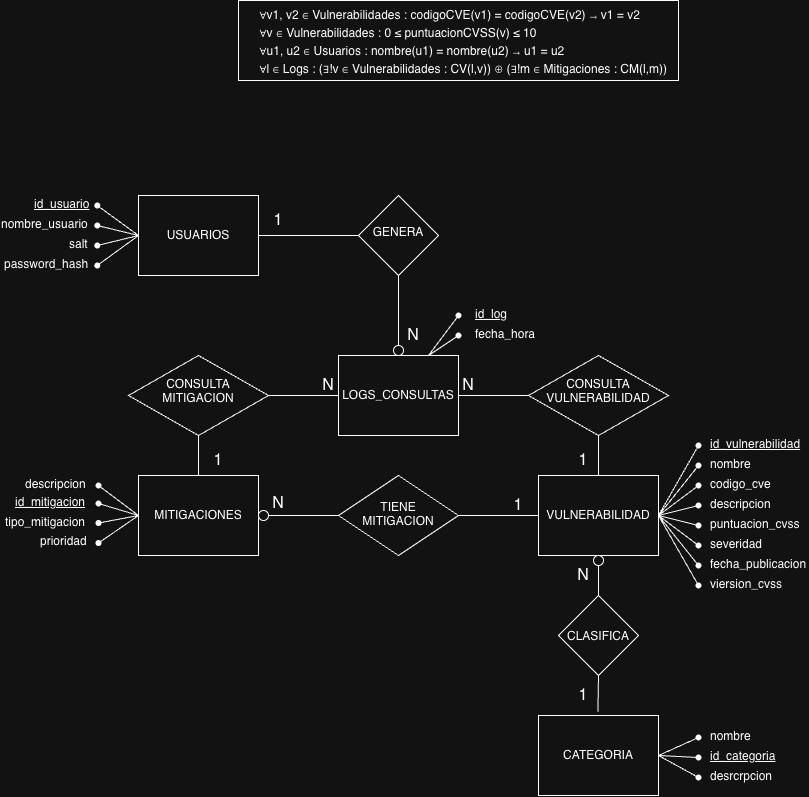 ∀v1, v2 ∈ Vulnerabilidades : codigoCVE(v1) = codigoCVE(v2) → v1 = v2
∀v ∈ Vulnerabilidades : 0 ≤ puntuacionCVSS(v) ≤ 10
∀u1, u2 ∈ Usuarios : nombre(u1) = nombre(u2) → u1 = u2
∀l ∈ Logs : (∃!v ∈ Vulnerabilidades : CV(l,v)) ⊕ (∃!m ∈ Mitigaciones : CM(l,m))
id_usuario
nombre_usuario
salt
password_hash
USUARIOS
1
GENERA
N
id_log
fecha_hora
CONSULTA
MITIGACION
N
LOGS_CONSULTAS
N
CONSULTA
VULNERABILIDAD
1
1
descripcion
id_mitigacion
tipo_mitigacion
prioridad
MITIGACIONES
N
TIENE
MITIGACION
1
VULNERABILIDAD
id_vulnerabilidad
nombre
codigo_cve
descripcion
puntuacion_cvss
severidad
fecha_publicacion
viersion_cvss
N
CLASIFICA
1
CATEGORIA
nombre
id_categoria
desrcrpcion